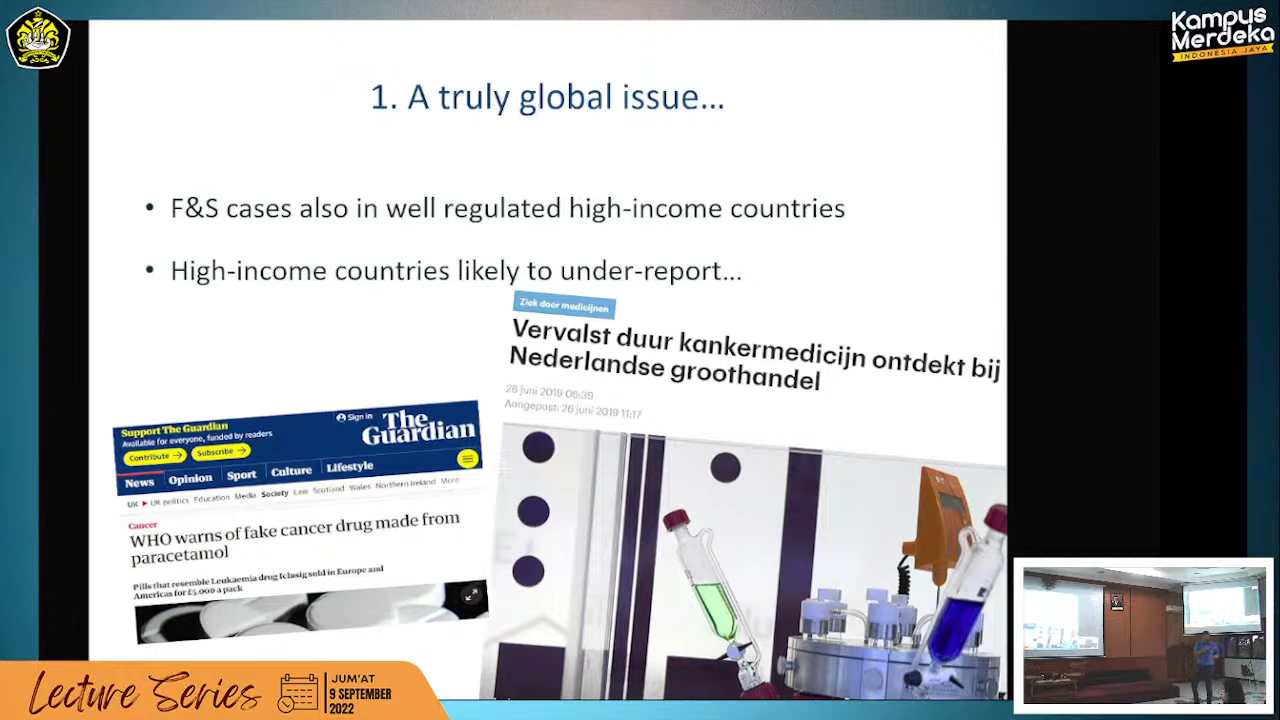 Kampus
Merdeka
INDONESIA JAYA
1. A truly global issue...
• F&S cases also in well regulated high-income countries
• High-income countries likely to under-report...
Ziek door medicijnen
Vervalst duur kankermedicijn ontdekt bij
Nederlandse groothandel
26 juni 2019 06:39
Aangepast: 26 juni 2019 11:17
Support The Guardian
Available for everyone, funded by readers
Contribute →
Subscribe →
Sign in
The
Guardian
News Opinion Sport Culture Lifestyle
UK UK politics Education Media Society Law Scotland Wales Northern Ireland More
Cancer
WHO warns of fake cancer drug made from
paracetamol
Pills that resemble Leukaemia drug Iclusig sold in Europe and
Americas for £5,000 a pack
Lecture Series
JUM'AT
9 SEPTEMBER
2022